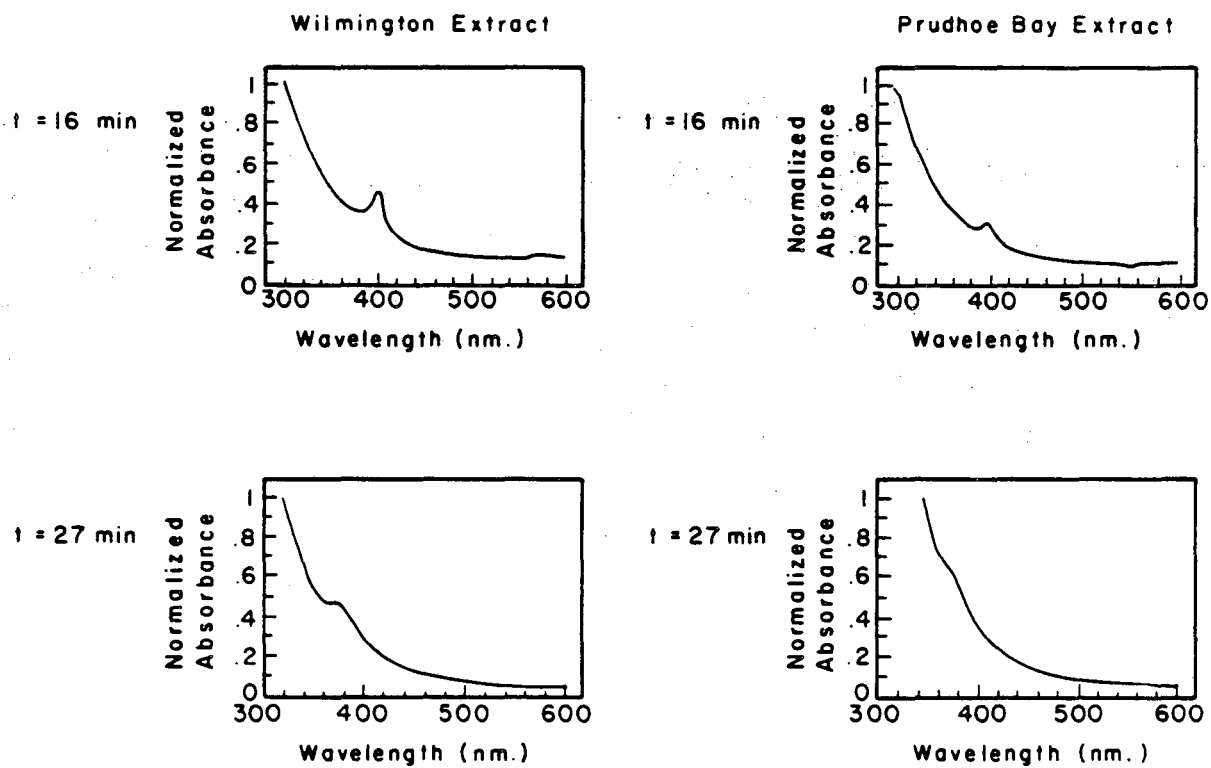 Wilmington Extract
t = 16 min
Normalized
Absorbance
1
.8
.6
.4
.2
0
300 400 500 600
Wavelength (nm.)
Prudhoe Bay Extract
t = 16 min
Normalized
Absorbance
1
.8
.6
.4
.2
0
300 400 500 600
Wavelength (nm.)
t = 27 min
Normalized
Absorbance
1
.8
.6
.4
.2
0
300 400 500 600
Wavelength (nm.)
t = 27 min
Normalized
Absorbance
1
.8
.6
.4
.2
0
300 400 500 600
Wavelength (nm.)